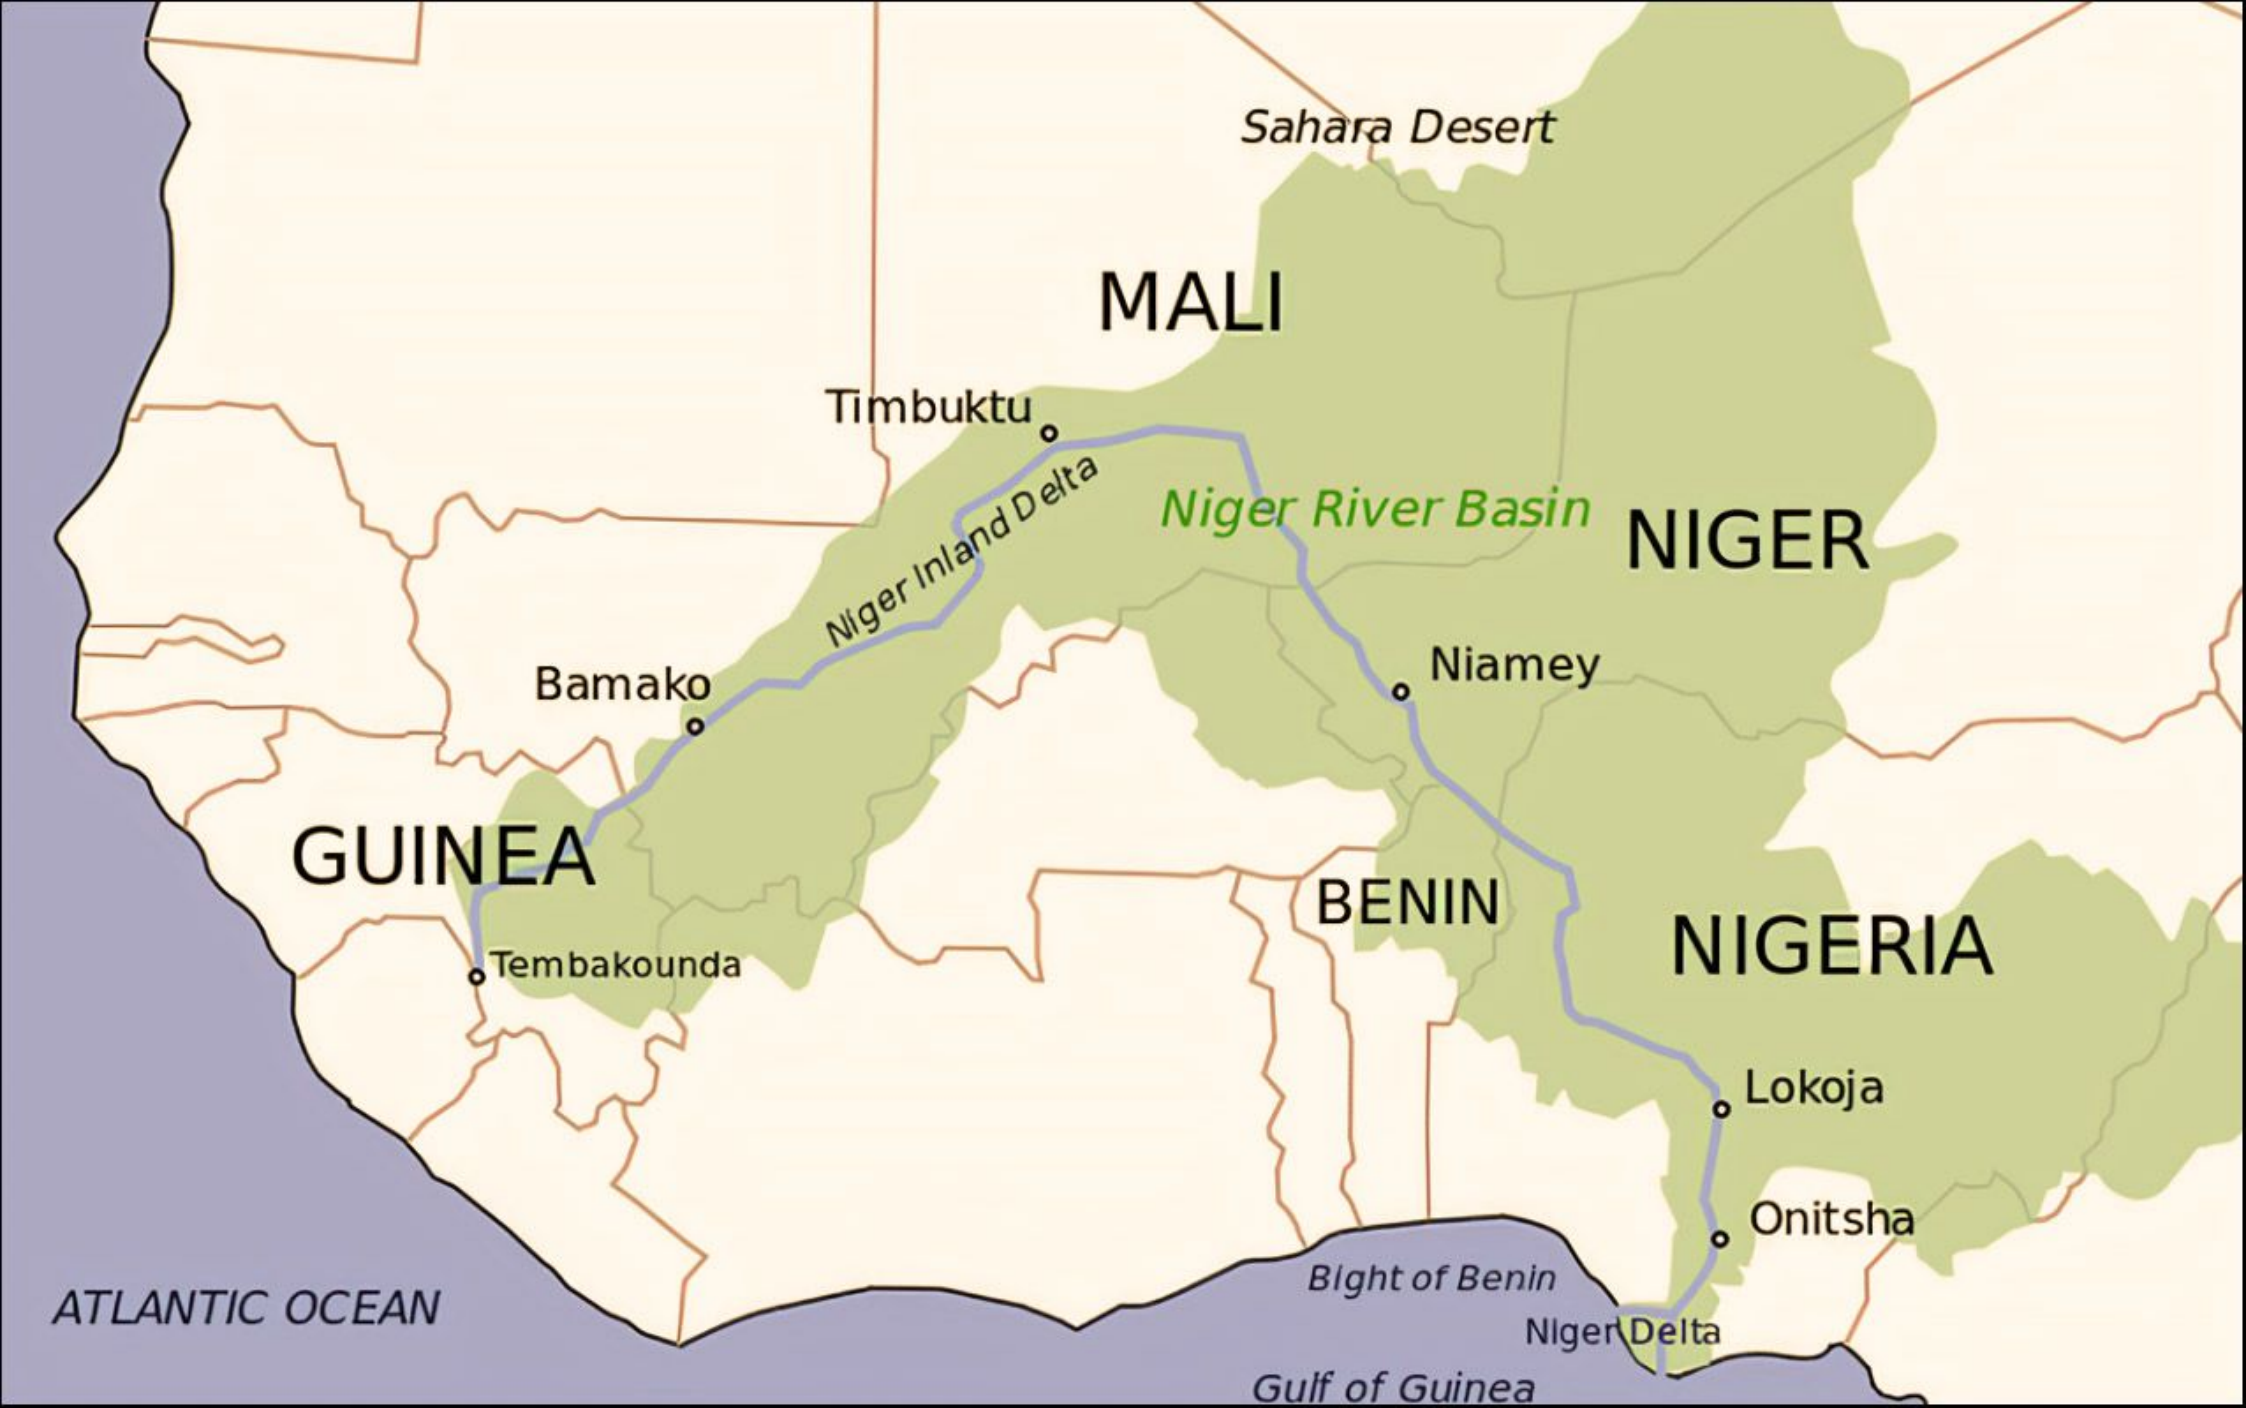 Sahara Desert
MALI
Timbuktu
Niger Inland Delta
Niger River Basin
NIGER
Bamako
Niamey
GUINEA
BENIN
NIGERIA
Tembakounda
Lokoja
Onitsha
Bight of Benin
ATLANTIC OCEAN
Niger Delta
Gulf of Guinea